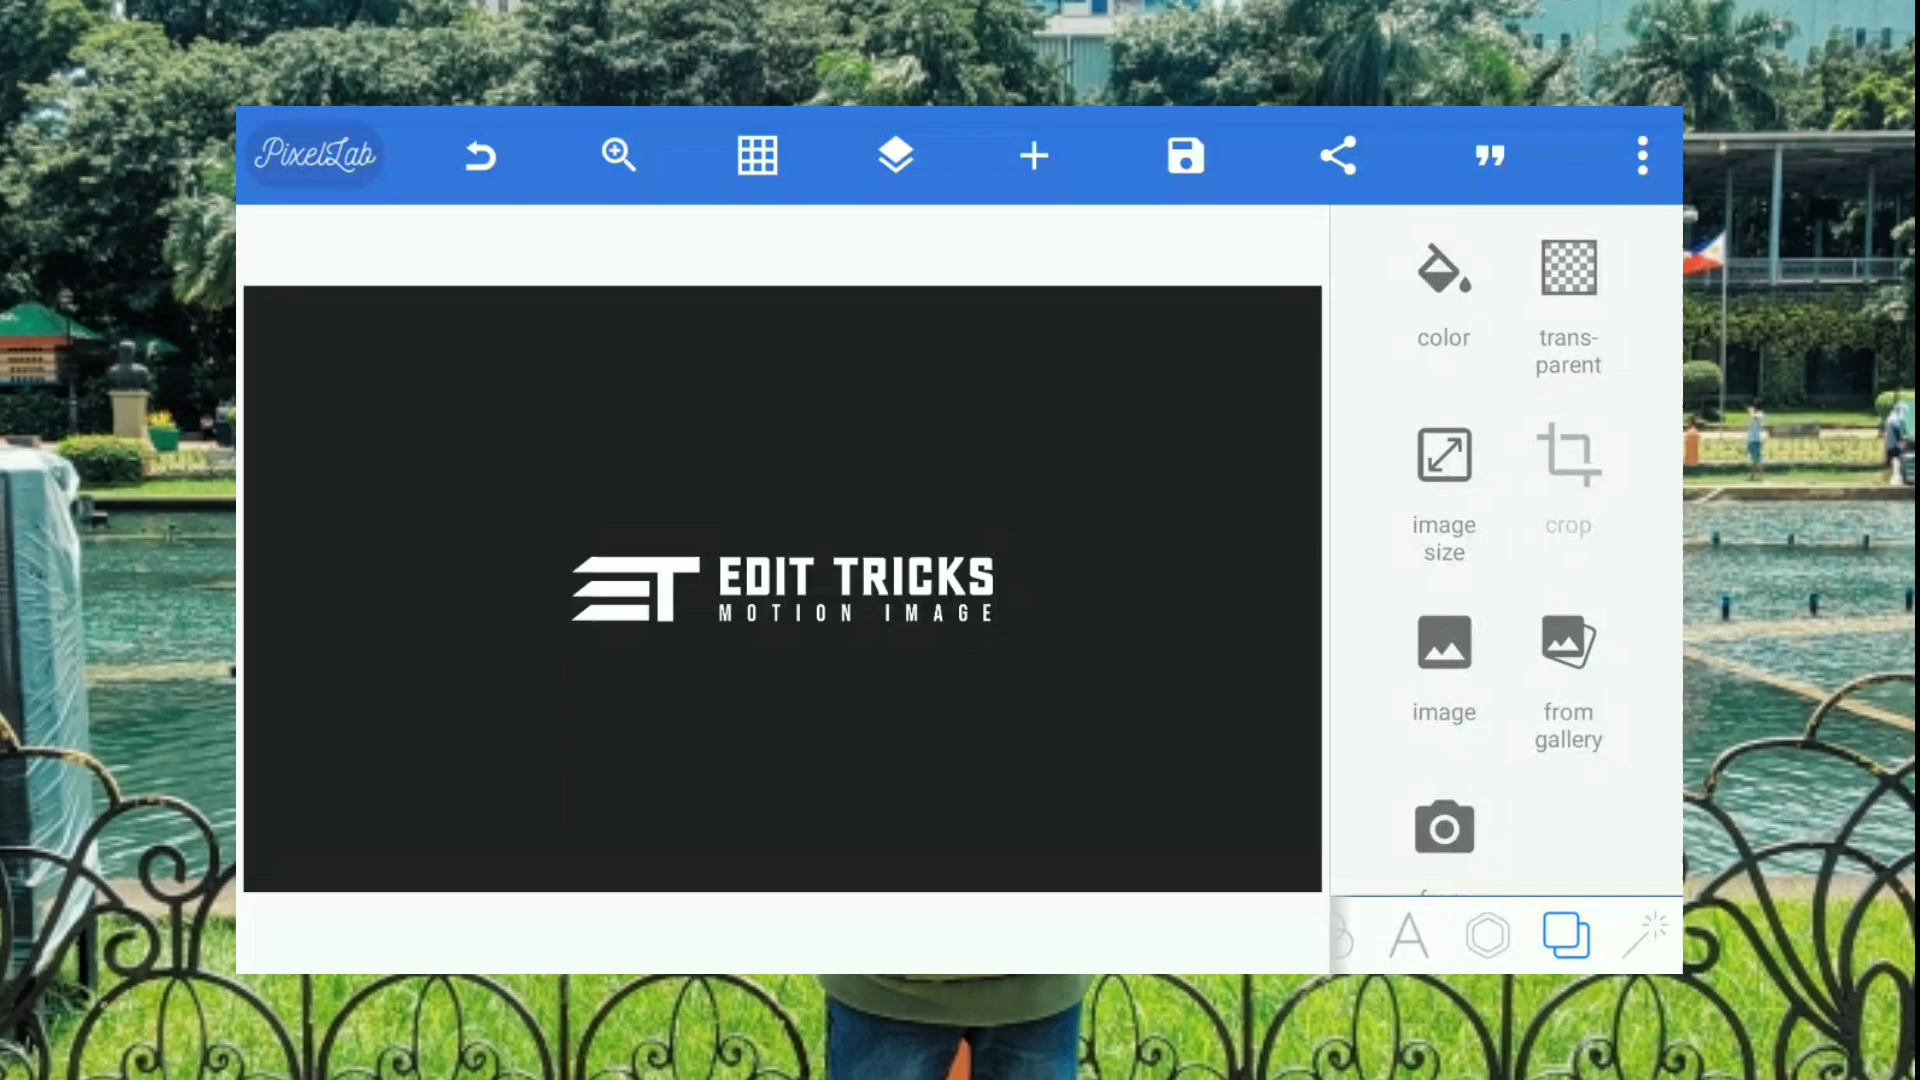 PixelLab
color
trans-
parent
image
size
crop
EDIT TRICKS
MOTION IMAGE
image
from
gallery